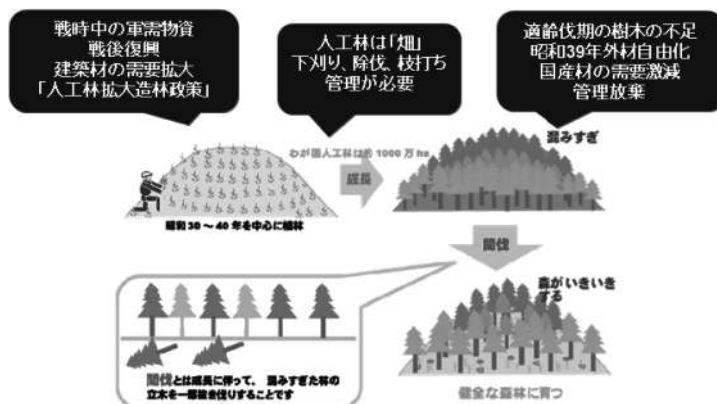 戦時中の軍需物資
戦後復興
建築材の需要拡大
「人工林拡大造林政策」
人工林は「畑」
下刈り、除伐、枝打ち
管理が必要
適齢伐期の樹木の不足
昭和39年外材自由化
国産材の需要激減
管理放棄
わが国人工林は約1000万ha
成長
混みすぎ
昭和30～40年を中心に植林
間伐
森がいきいき
する
間伐とは成長に伴って、混みすぎた林の
立木を一部抜き伐りすることです
健全な森林に育つ